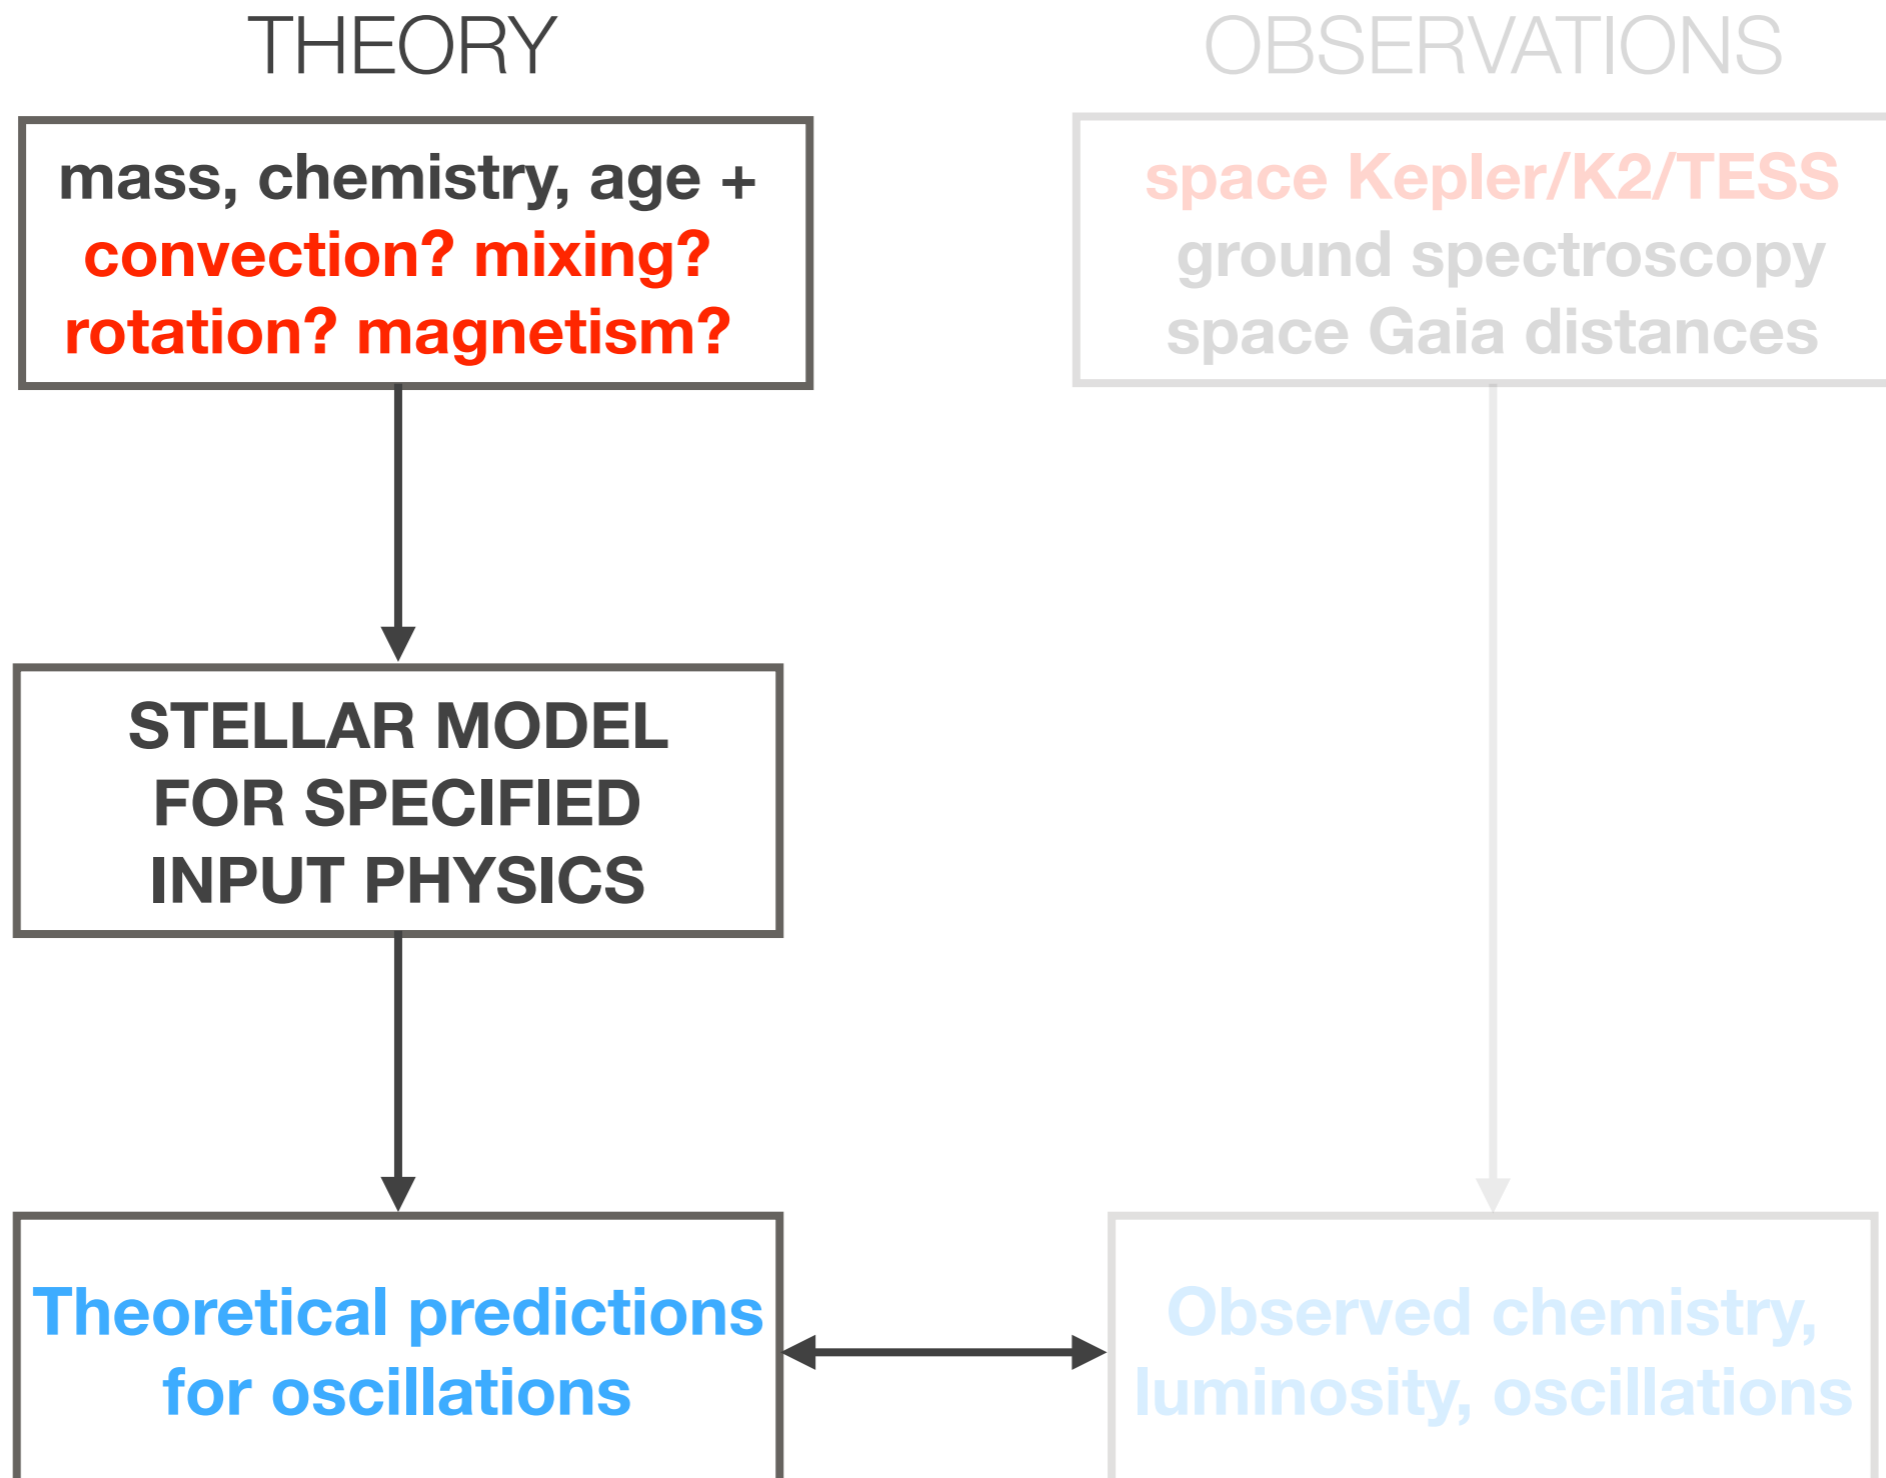 THEORY
mass, chemistry, age +
convection? mixing?
rotation? magnetism?
STELLAR MODEL
FOR SPECIFIED
INPUT PHYSICS
Theoretical predictions
for oscillations
OBSERVATIONS
space Kepler/K2/TESS
ground spectroscopy
space Gaia distances
Observed chemistry,
luminosity, oscillations